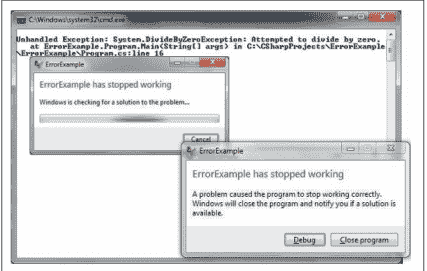 C:\Windows\system32\cmd.exe
Unhandled Exception: System.DivideByZeroException: Attempted to divide by zero.
at ErrorExample.Program.Main(String[] args) in C:\CSharpProjects\ErrorExample
\ErrorExample\Program.cs:line 16
ErrorExample
ErrorExample has stopped working
Windows is checking for a solution to the problem...
Cancel
ErrorExample
ErrorExample has stopped working
A problem caused the program to stop working correctly.
Windows will close the program and notify you if a solution is
available.
Debug
Close program